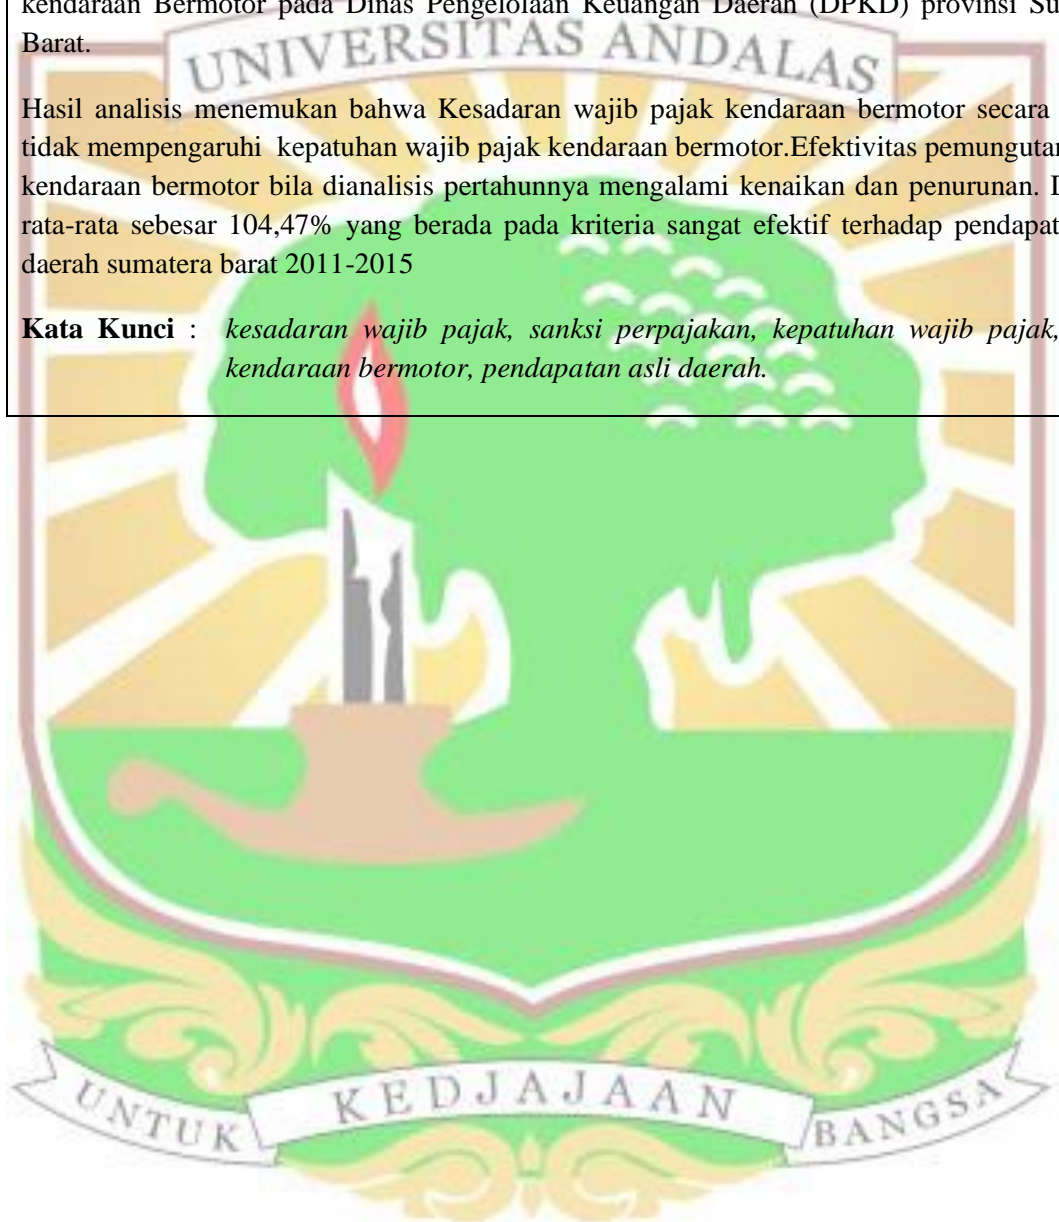 kendaraan Bermotor pada Dinas Pengelolaan Keuangan Daerah (DPKD) provinsi Su
Barat.
UNIVERSITAS ANDALAS
Hasil analisis menemukan bahwa Kesadaran wajib pajak kendaraan bermotor secara
tidak mempengaruhi kepatuhan wajib pajak kendaraan bermotor.Efektivitas pemungutan
kendaraan bermotor bila dianalisis pertahunnya mengalami kenaikan dan penurunan.
rata-rata sebesar 104,47% yang berada pada kriteria sangat efektif terhadap pendapat
daerah sumatera barat 2011-2015
Kata Kunci : kesadaran wajib pajak, sanksi perpajakan, kepatuhan wajib pajak,
kendaraan bermotor, pendapatan asli daerah.
UNTUK KEDJAJAAN BANGSA